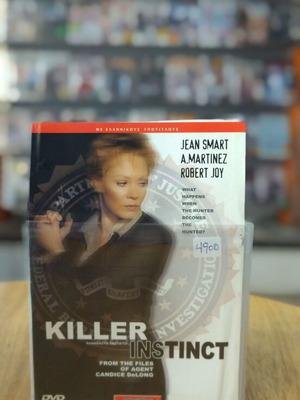 ΜΕ ΕΛΛΗΝΙΚΟΥΣ ΥΠΟΤΙΤΛΟΥΣ
JEAN SMART
A.MARTINEZ
ROBERT JOY
WHAT
HAPPENS
WHEN
THE HUNTER
BECOMES
THE
HUNTED?
4900
KILLER
INSTINCT
FROM THE FILES
OF AGENT
CANDICE DeLONG
DVD